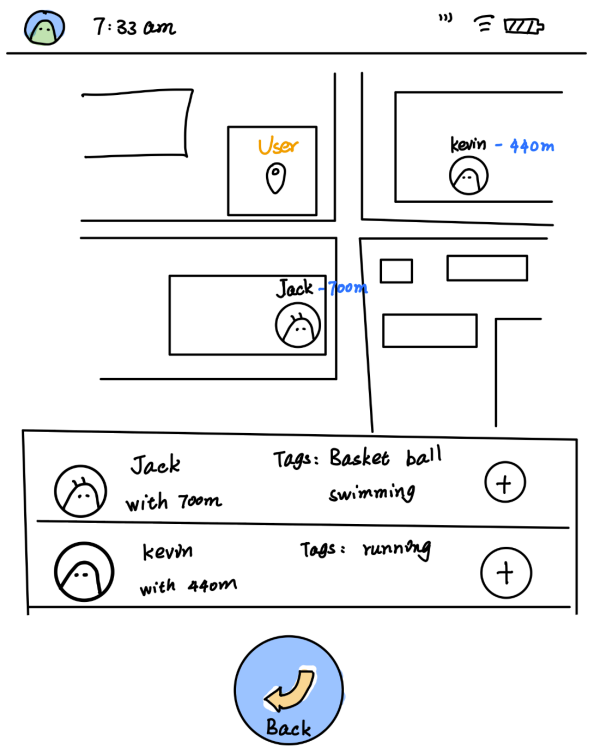 7:33 am
User
kevin - 440m
Jack - 700m
Jack
with 700m
Tags: Basket ball
swimming
kevin
with 440m
Tags: running
Back